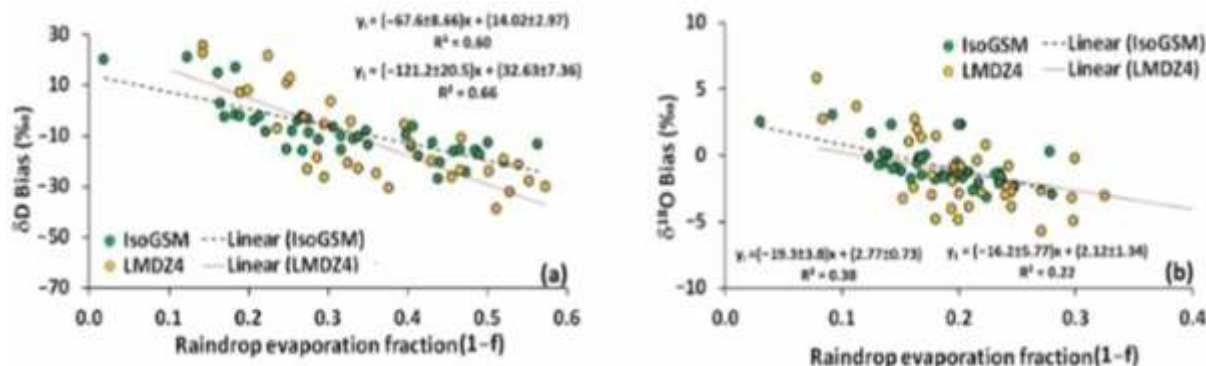 y₁ = (−67.6±8.66)x + (14.02±2.97)
R² = 0.60
y₁ = (−121.2±20.5)x + (32.63±7.36)
R² = 0.66
30
10
−10
−30
−50
−70
δD Bias (‰)
IsoGSM
Linear (IsoGSM)
LMDZ4
Linear (LMDZ4)
(a)
0.0 0.1 0.2 0.3 0.4 0.5 0.6
Raindrop evaporation fraction(1−f)
10
5
0
−5
−10
δ¹⁸O Bias (‰)
IsoGSM
Linear (IsoGSM)
LMDZ4
Linear (LMDZ4)
y₁ =(−19.3±3.8)x + (2.77±0.73)
R² = 0.38
y₁ = (−16.2±5.77)x + (2.12±1.34)
R² = 0.22
(b)
0.0 0.1 0.2 0.3 0.4
Raindrop evaporation fraction(1−f)